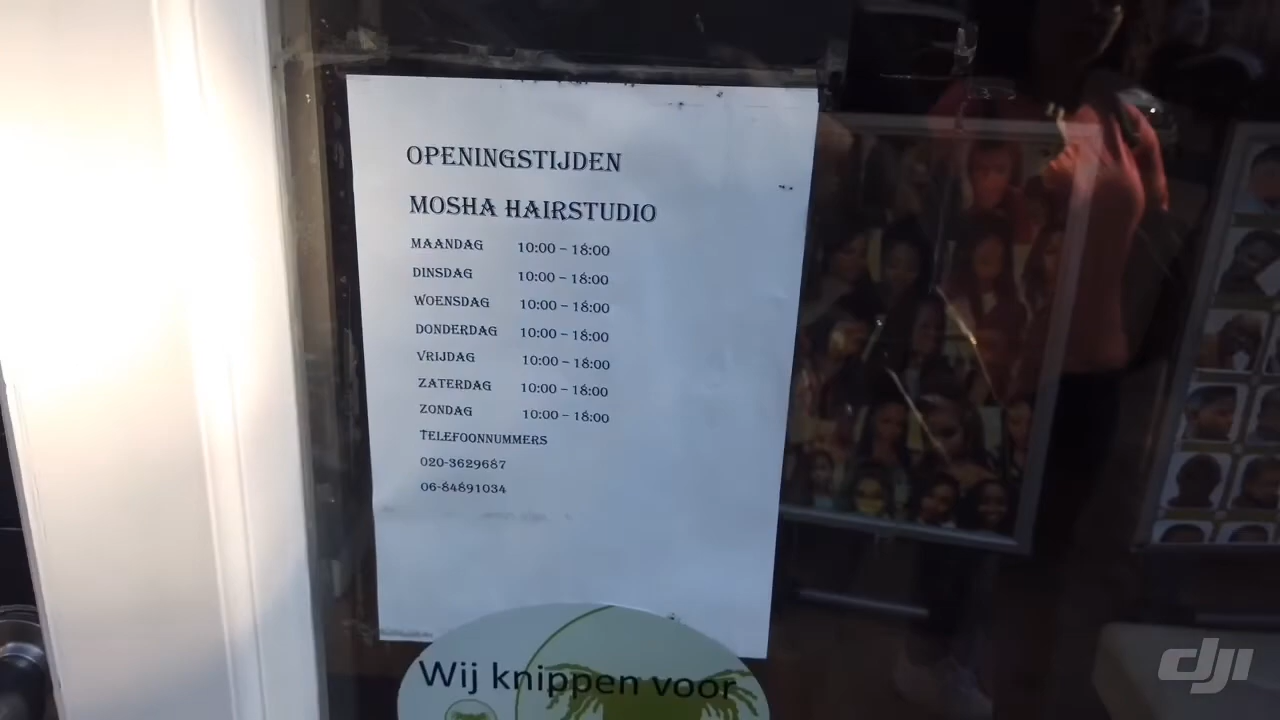 OPENINGSTIJDEN
MOSHA HAIRSTUDIO
MAANDAG 10:00 – 18:00
DINSDAG 10:00 – 18:00
WOENSDAG 10:00 – 18:00
DONDERDAG 10:00 – 18:00
VRIJDAG 10:00 – 18:00
ZATERDAG 10:00 – 18:00
ZONDAG 10:00 – 18:00
TELEFOONNUMMERS
020-3629687
06-84891034
Wij knippen voor
dji